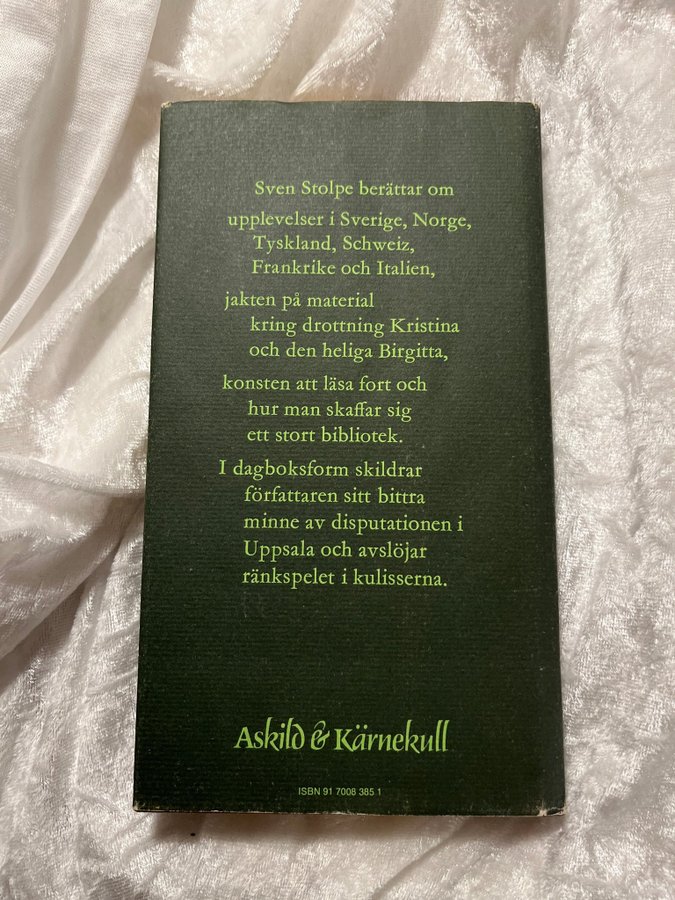 Sven Stolpe berättar om
upplevelser i Sverige, Norge,
Tyskland, Schweiz,
Frankrike och Italien,
jakten på material
kring drottning Kristina
och den heliga Birgitta,
konsten att läsa fort och
hur man skaffar sig
ett stort bibliotek.
I dagboksform skildrar
författaren sitt bittra
minne av disputationen i
Uppsala och avslöjar
ränkspelet i kulisserna.
Askild & Kärnekull
ISBN 91 7008 385 1